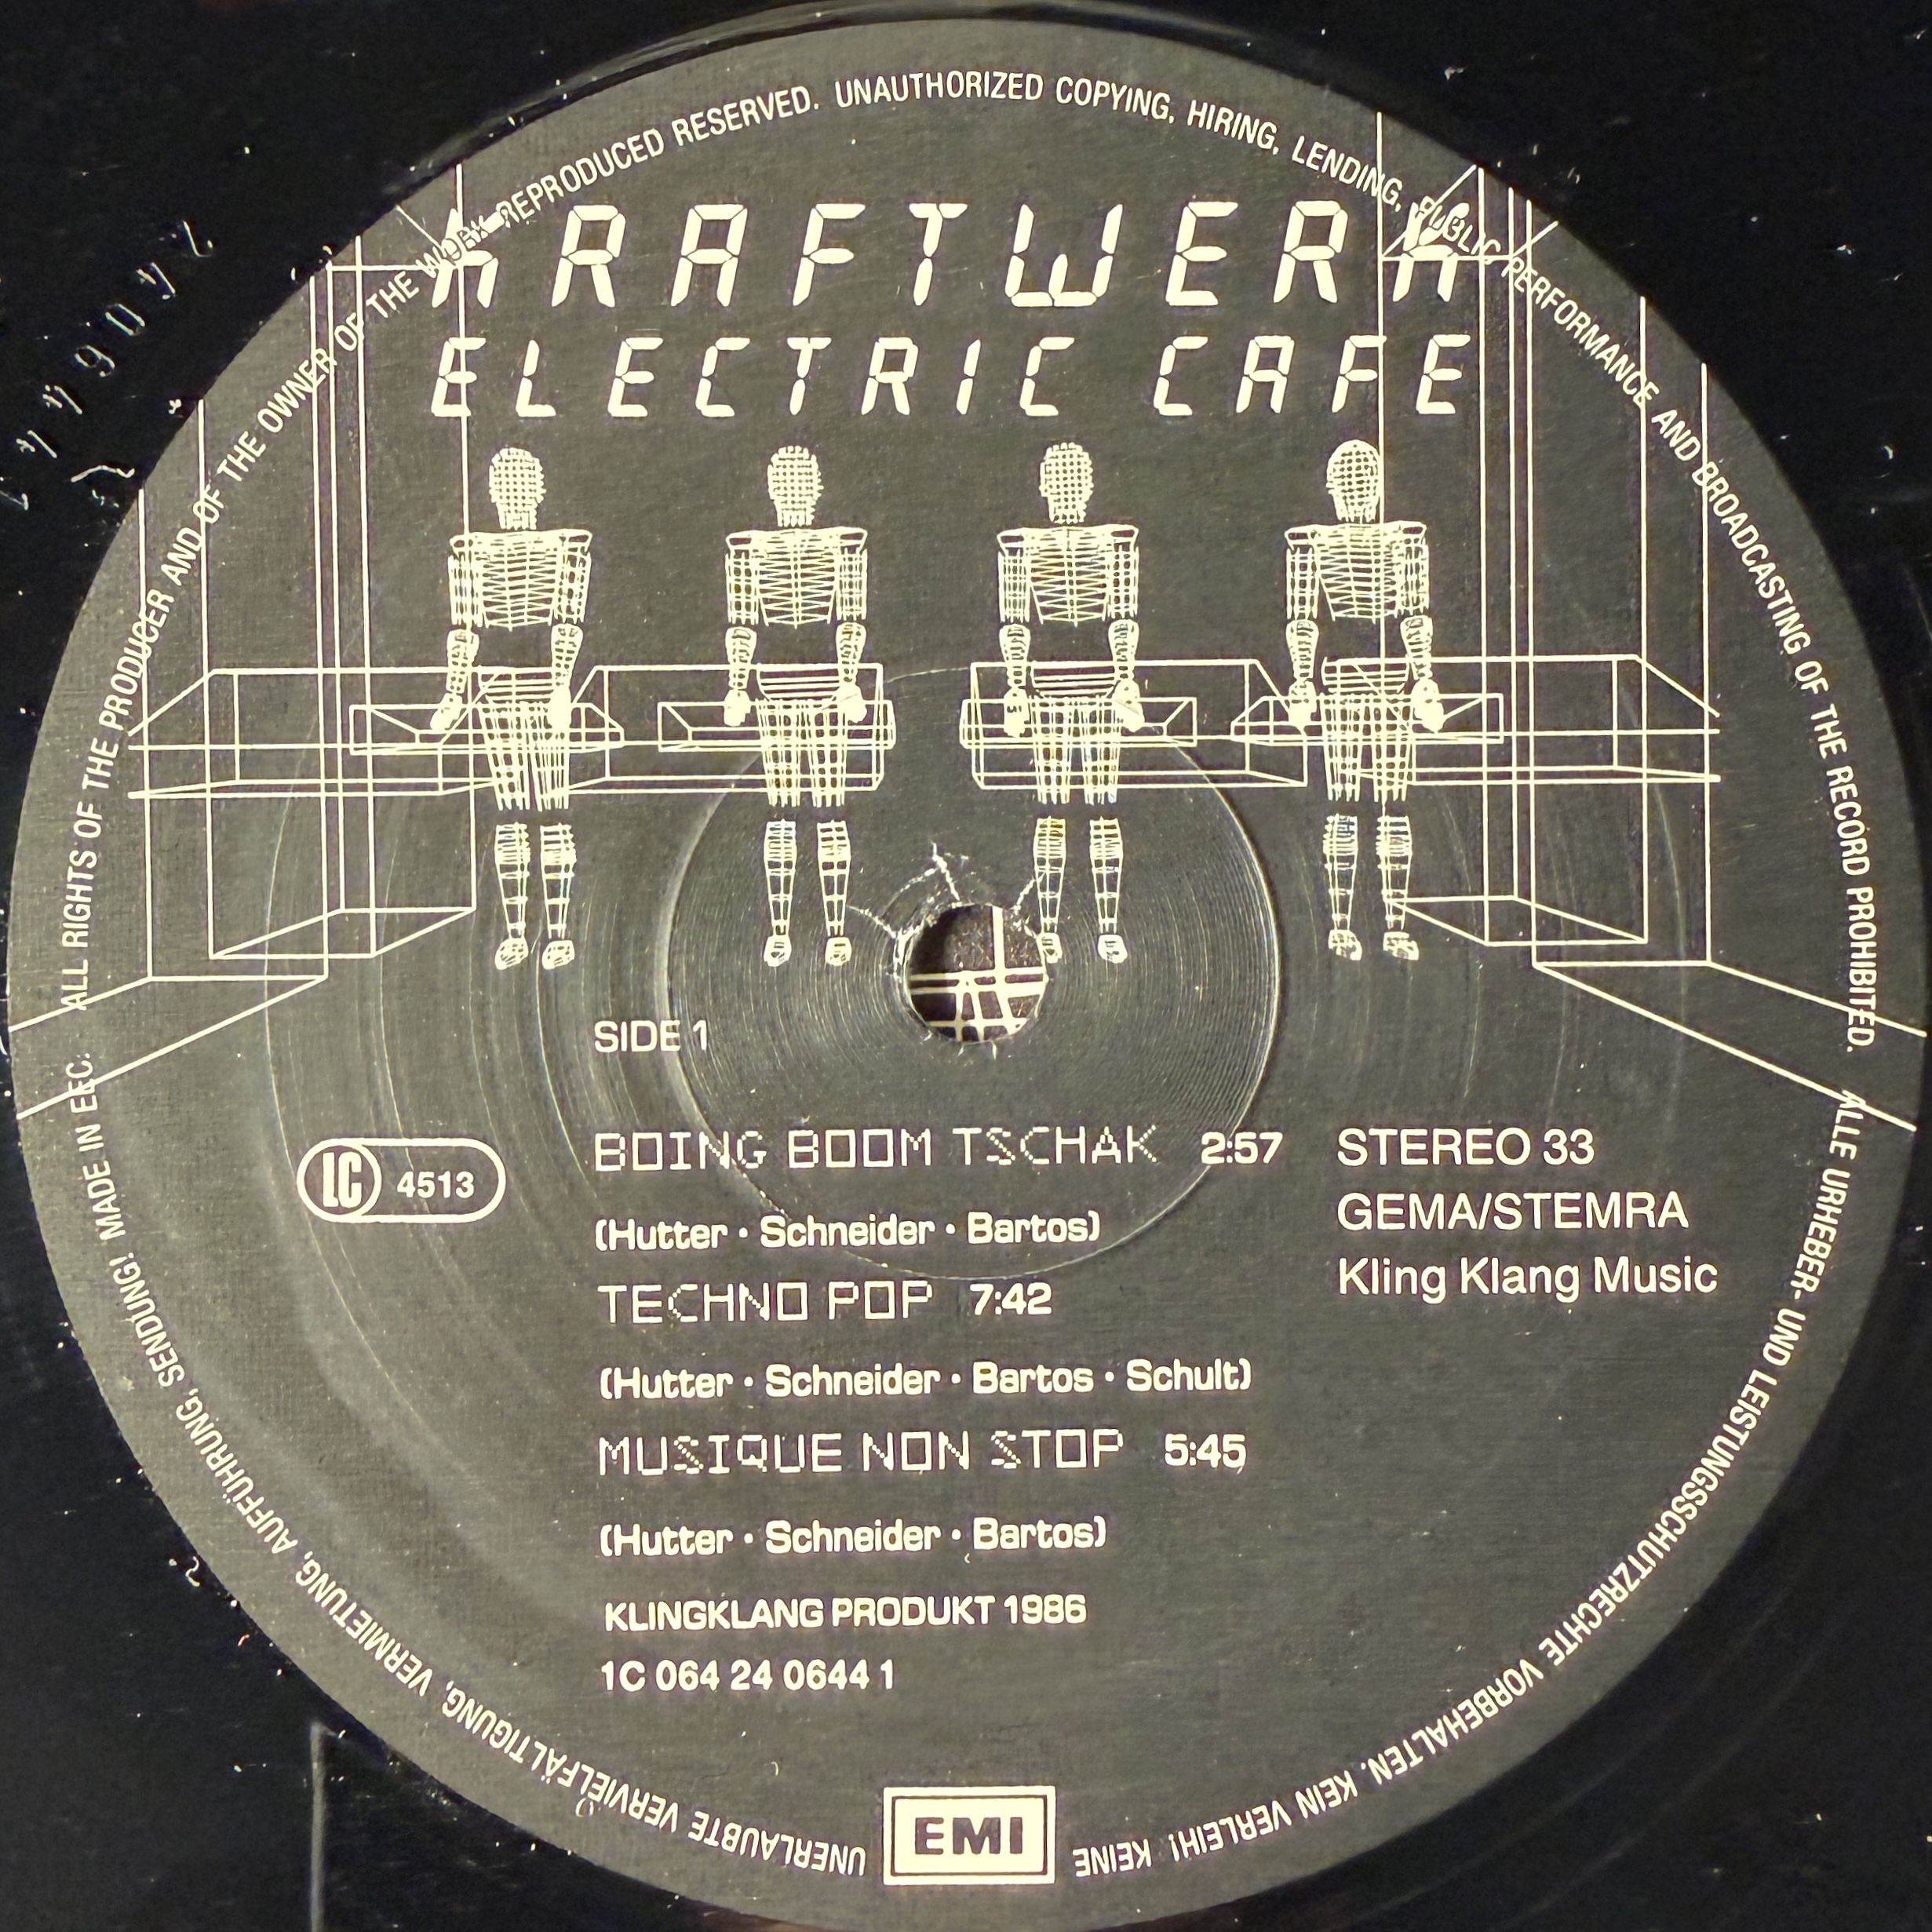 KRAFTWERK
ELECTRIC CAFE
SIDE 1
BOING BOOM TSCHAK 2:57
(Hutter · Schneider · Bartos)
TECHNO POP 7:42
(Hutter · Schneider · Bartos · Schult)
MUSIQUE NON STOP 5:45
(Hutter · Schneider · Bartos)
KLINGKLANG PRODUKT 1986
1C 064 24 0644 1
LC 4513
STEREO 33
GEMA/STEMRA
Kling Klang Music
EMI
ALL RIGHTS OF THE PRODUCER AND OF THE OWNER OF THE WORK REPRODUCED RESERVED. UNAUTHORIZED COPYING, HIRING, LENDING, PUBLIC PERFORMANCE AND BROADCASTING OF THE RECORD PROHIBITED.
ALLE URHEBER- UND LEISTUNGSSCHUTZRECHTE VORBEHALTEN. KEIN VERLEIH! KEINE UNERLAUBTE VERVIELFÄLTIGUNG, VERMIETUNG, AUFFÜHRUNG, SENDUNG! MADE IN EEC.